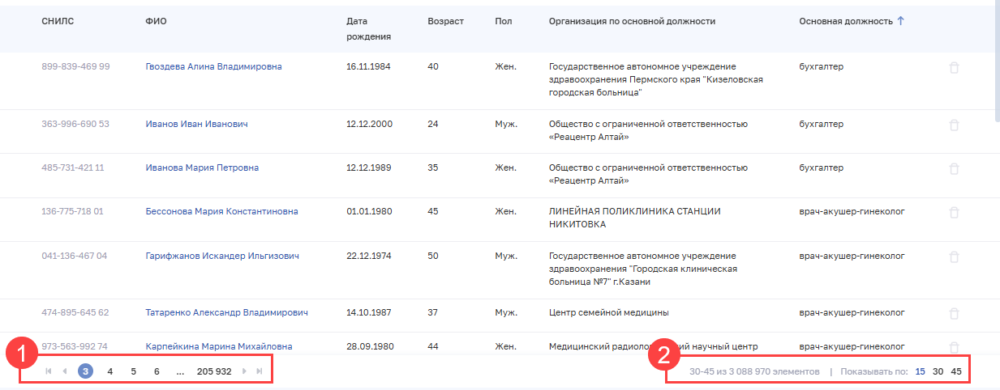 СНИЛС ФИО Дата рождения Возраст Пол Организация по основной должности Основная должность
899-839-469 99 Гвоздева Алина Владимировна 16.11.1984 40 Жен. Государственное автономное учреждение бухгалтер
здравоохранения Пермского края "Кизеловская
городская больница"
363-996-690 53 Иванов Иван Иванович 12.12.2000 24 Муж. Общество с ограниченной ответственностью бухгалтер
«Реацентр Алтай»
485-731-421 11 Иванова Мария Петровна 12.12.1989 35 Жен. Общество с ограниченной ответственностью бухгалтер
«Реацентр Алтай»
136-775-718 01 Бессонова Мария Константиновна 01.01.1980 45 Жен. ЛИНЕЙНАЯ ПОЛИКЛИНИКА СТАНЦИИ врач-акушер-гинеколог
НИКИТОВКА
041-136-467 04 Гарифжанов Искандер Ильгизович 22.12.1974 50 Муж. Государственное автономное учреждение врач-акушер-гинеколог
здравоохранения "Городская клиническая
больница №7" г.Казани
474-895-645 62 Татаренко Александр Владимирович 14.10.1987 37 Муж. Центр семейной медицины врач-акушер-гинеколог
973-563-992 74 Карпейкина Марина Михайловна 28.09.1980 44 Жен. Медицинский научный центр врач-акушер-гинеколог
1 2
3 4 5 6 ... 205 932 30-45 из 3 088 970 элементов | Показывать по: 15 30 45